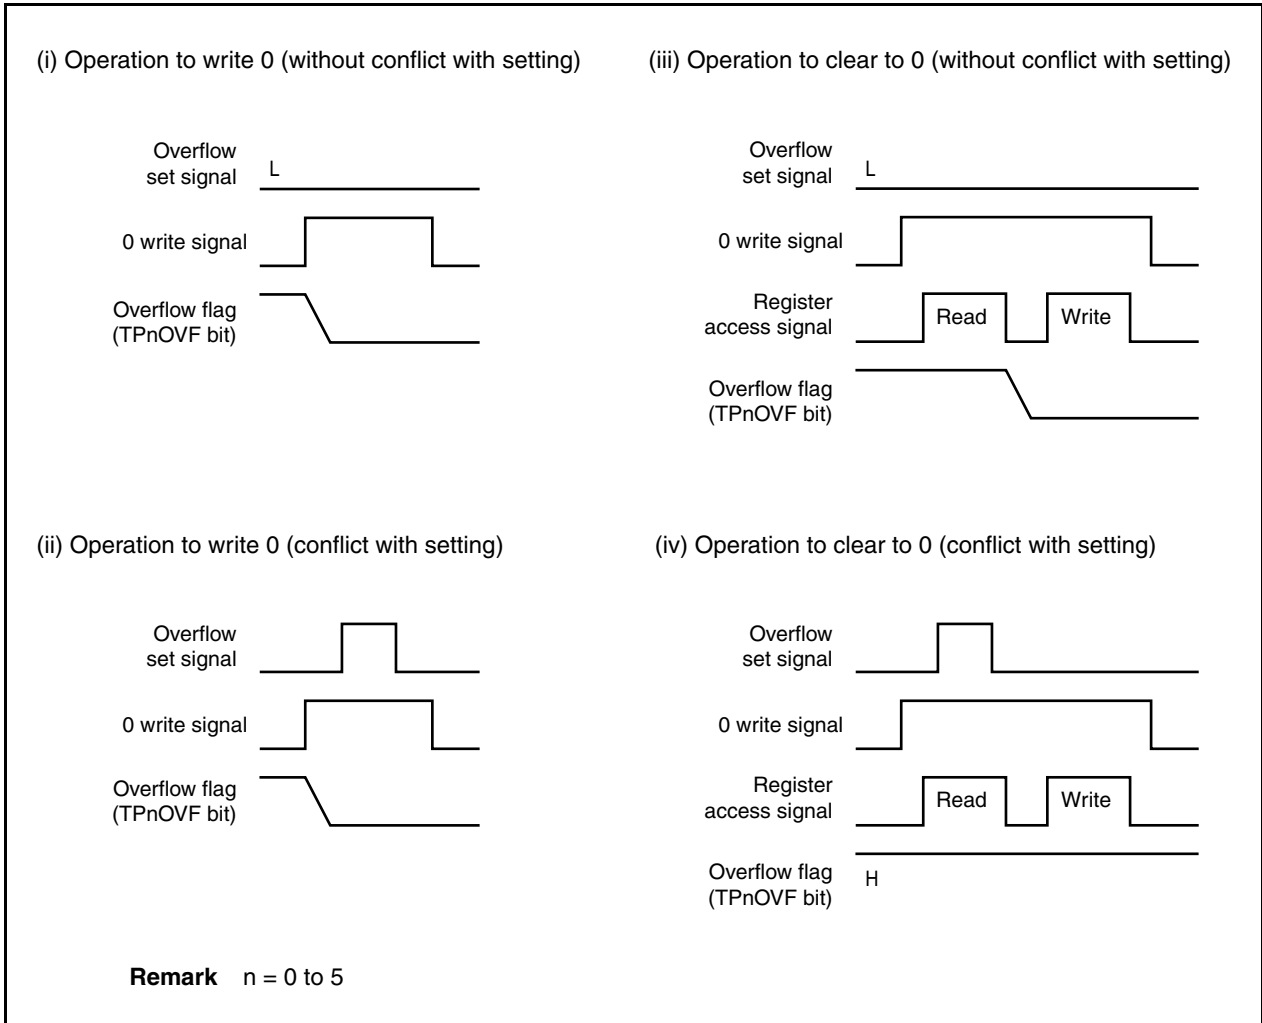 (i) Operation to write 0 (without conflict with setting)
Overflow
set signal
L
0 write signal
Overflow flag
(TPnOVF bit)
(iii) Operation to clear to 0 (without conflict with setting)
Overflow
set signal
L
0 write signal
Register
access signal
Read
Write
Overflow flag
(TPnOVF bit)
(ii) Operation to write 0 (conflict with setting)
Overflow
set signal
0 write signal
Overflow flag
(TPnOVF bit)
(iv) Operation to clear to 0 (conflict with setting)
Overflow
set signal
0 write signal
Register
access signal
Read
Write
Overflow flag
(TPnOVF bit)
H
Remark n = 0 to 5